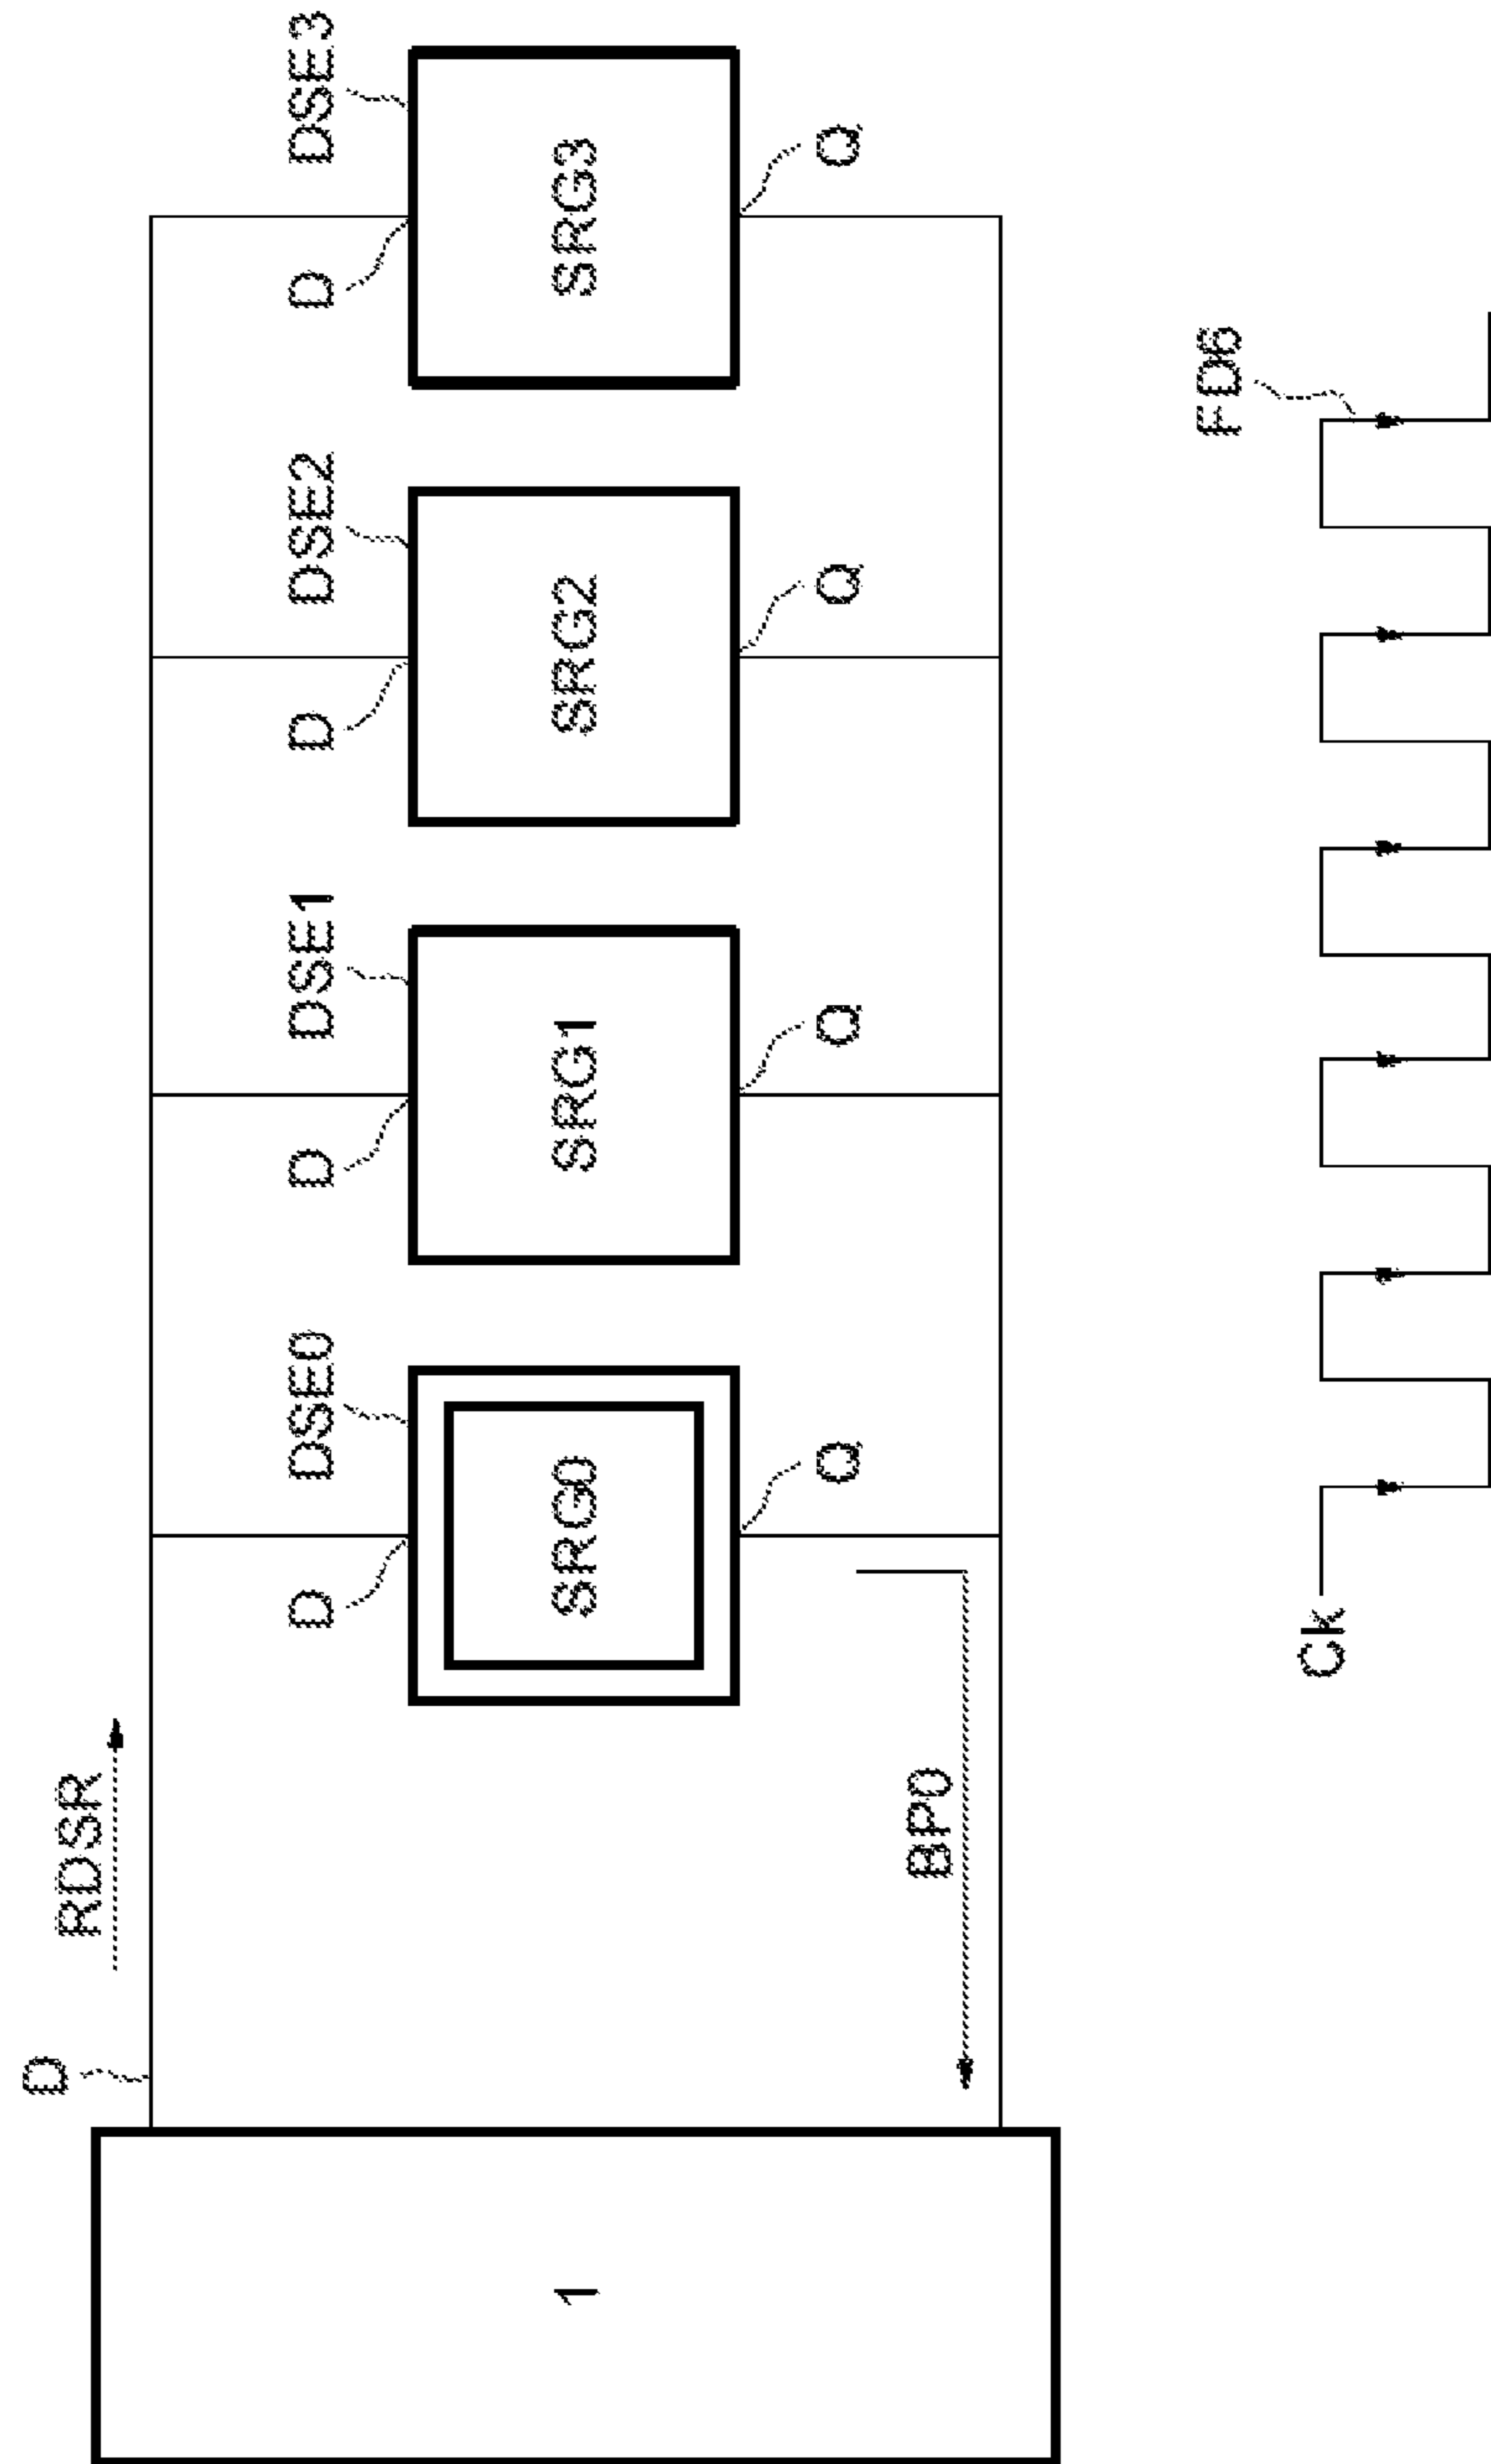 D
RDSR
DSE0
DSE1
DSE2
DSE3
D
D
D
D
1
SRG0
SRG1
SRG2
SRG3
Q
Q
Q
Q
BP0
FD6
Ck